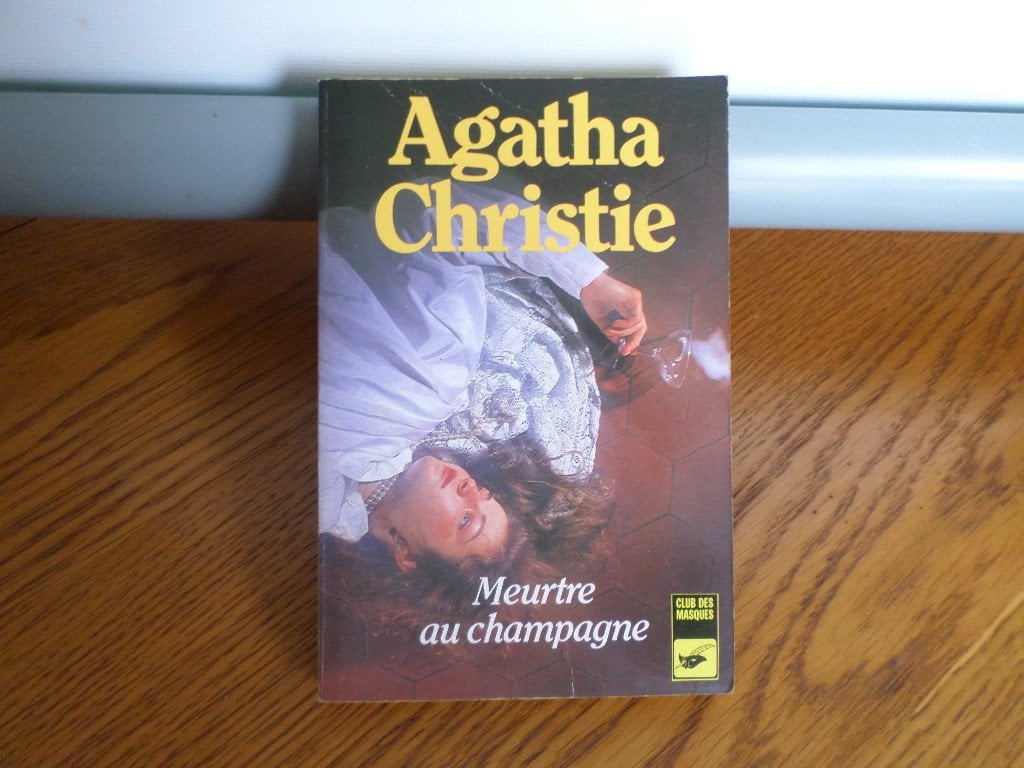 Agatha
Christie
Meurtre
au champagne
CLUB DES
MASQUES